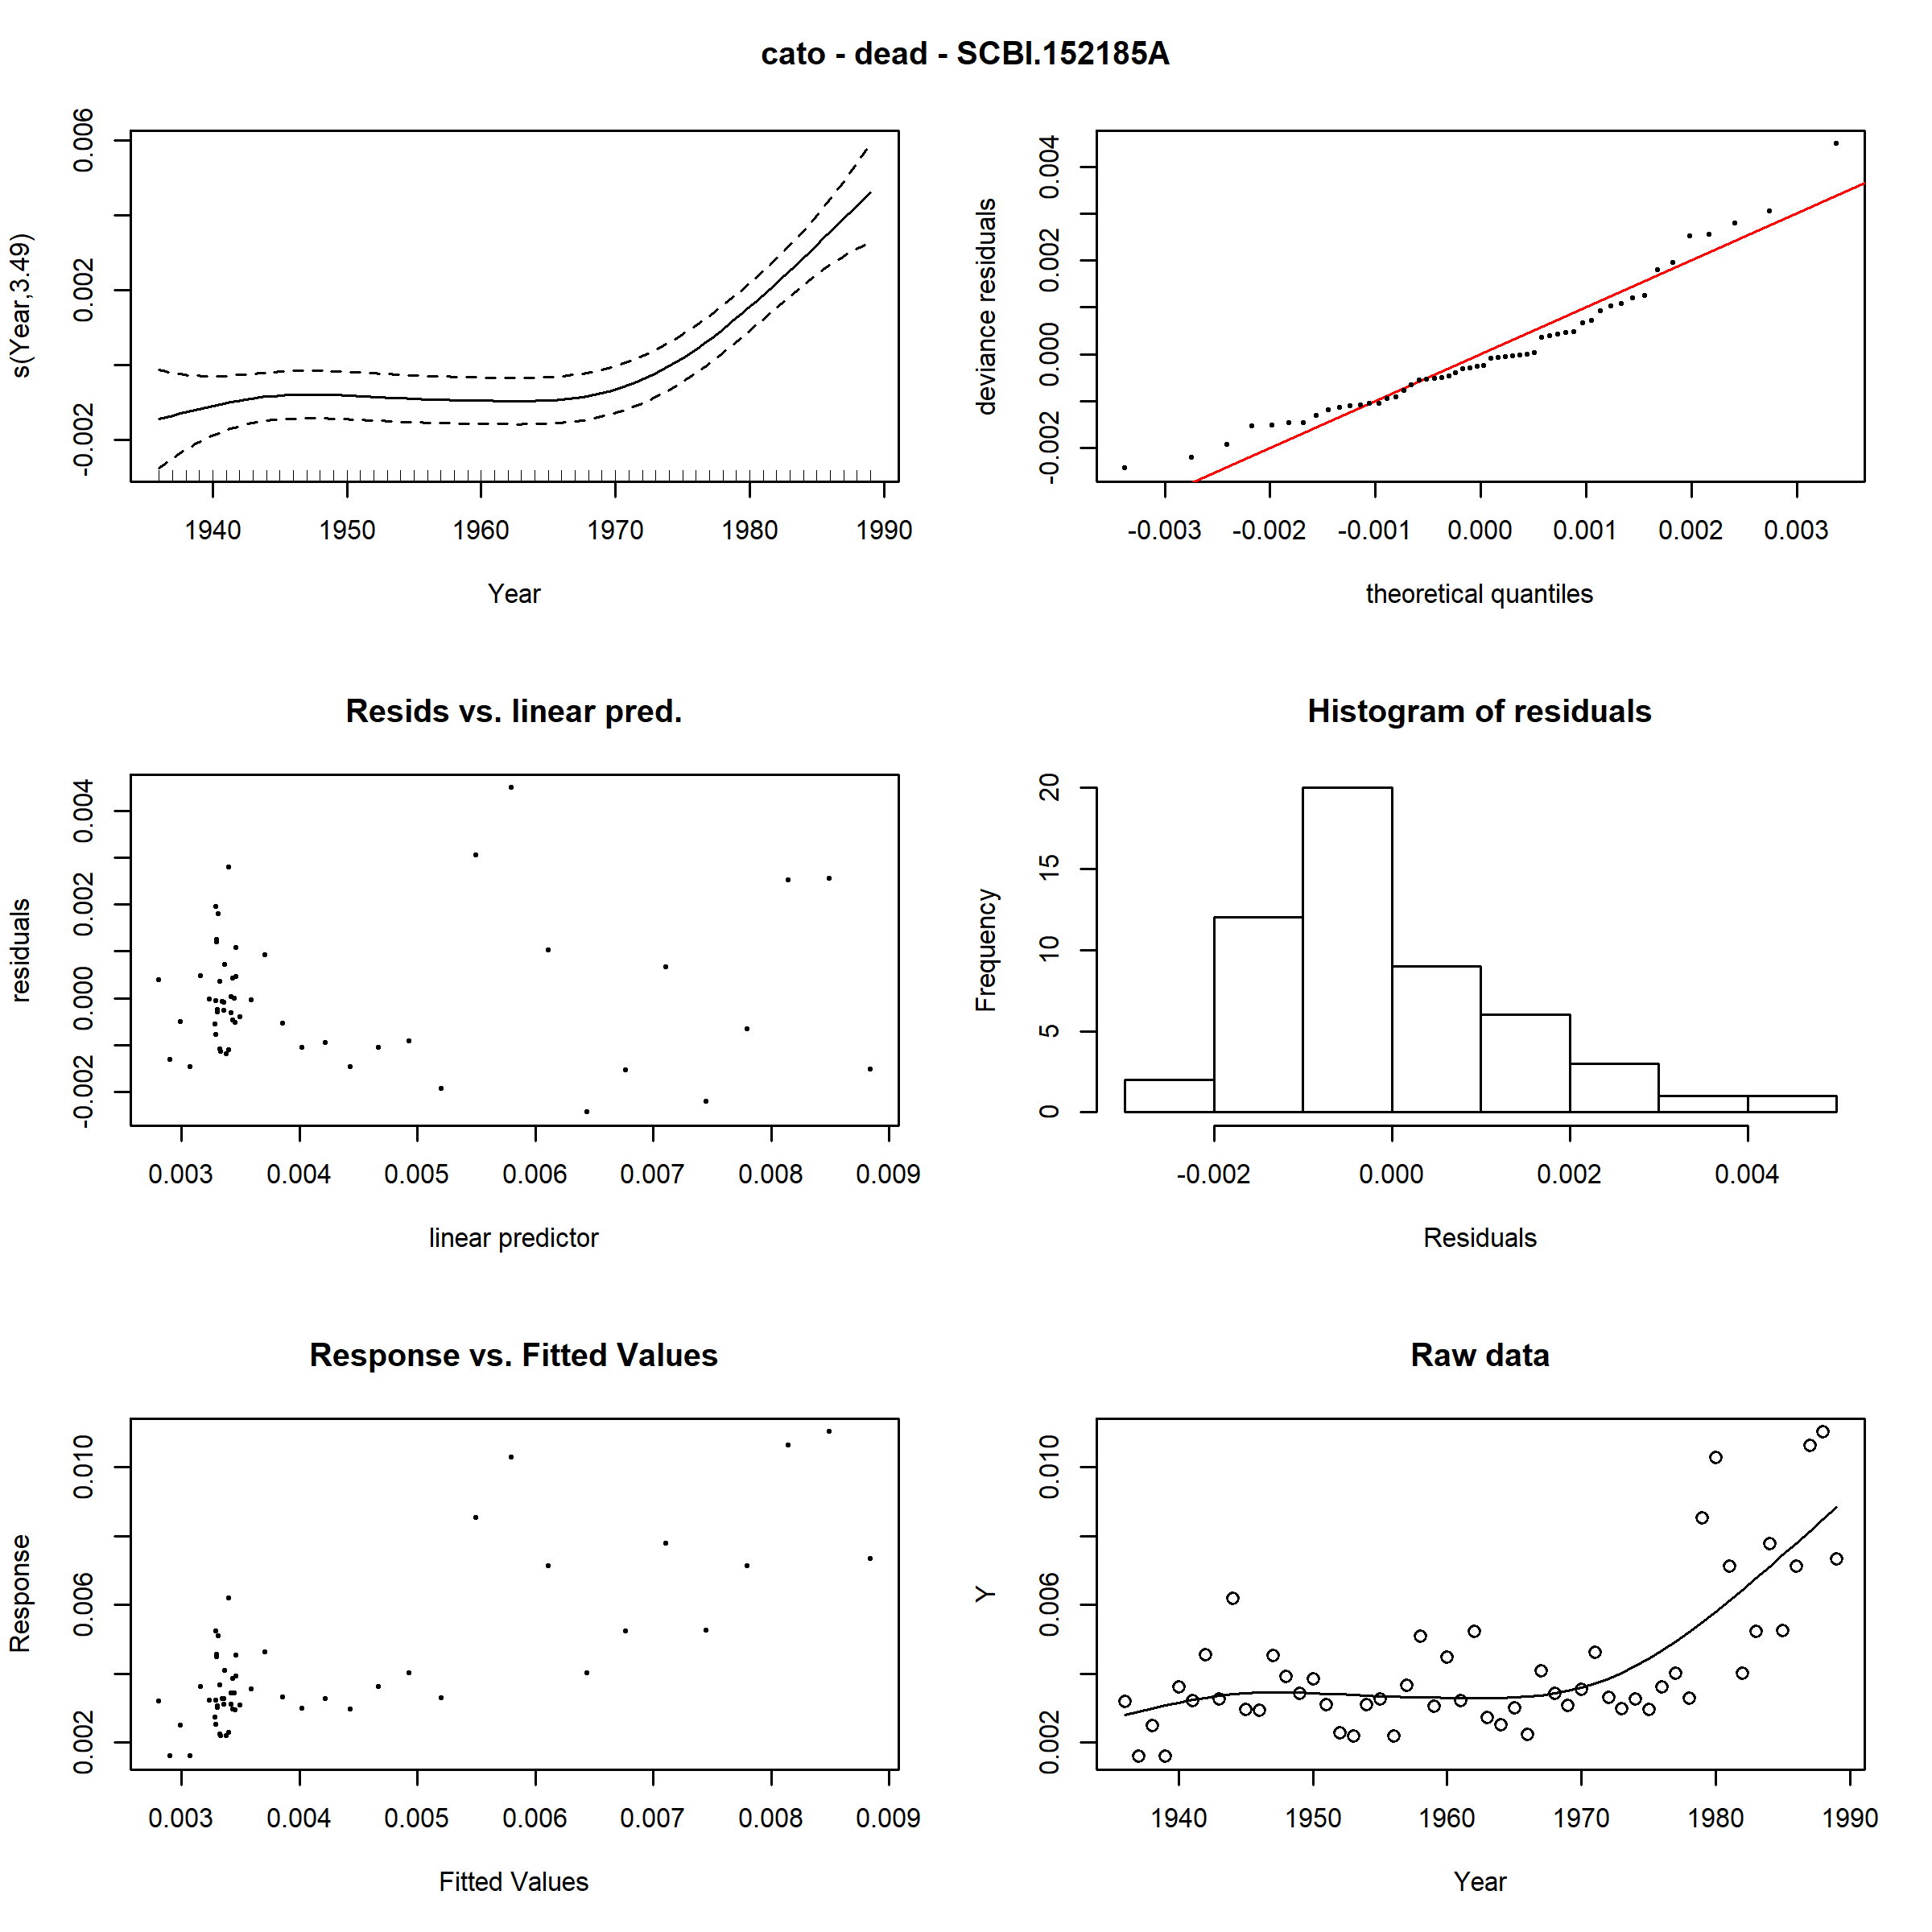 cato - dead - SCBI.152185A
s(Year,3.49)
-0.002 0.002 0.006
1940 1950 1960 1970 1980 1990
Year
deviance residuals
-0.002 0.000 0.002 0.004
-0.003 -0.002 -0.001 0.000 0.001 0.002 0.003
theoretical quantiles
Resids vs. linear pred.
residuals
-0.002 0.000 0.002 0.004
0.003 0.004 0.005 0.006 0.007 0.008 0.009
linear predictor
Histogram of residuals
Frequency
0 5 10 15 20
-0.002 0.000 0.002 0.004
Residuals
Response vs. Fitted Values
Response
0.002 0.006 0.010
0.003 0.004 0.005 0.006 0.007 0.008 0.009
Fitted Values
Raw data
Y
0.002 0.006 0.010
1940 1950 1960 1970 1980 1990
Year